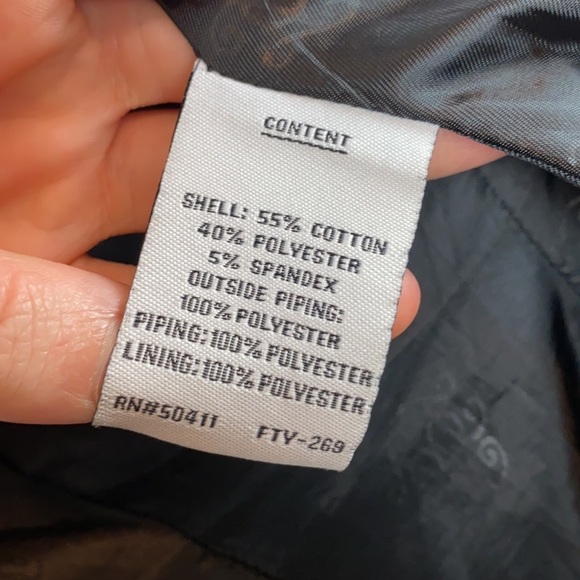 CONTENT
SHELL: 55% COTTON
40% POLYESTER
5% SPANDEX
OUTSIDE PIPING:
100% POLYESTER
PIPING:100% POLYESTER
LINING:100% POLYESTER
RN#50411 FTY-269